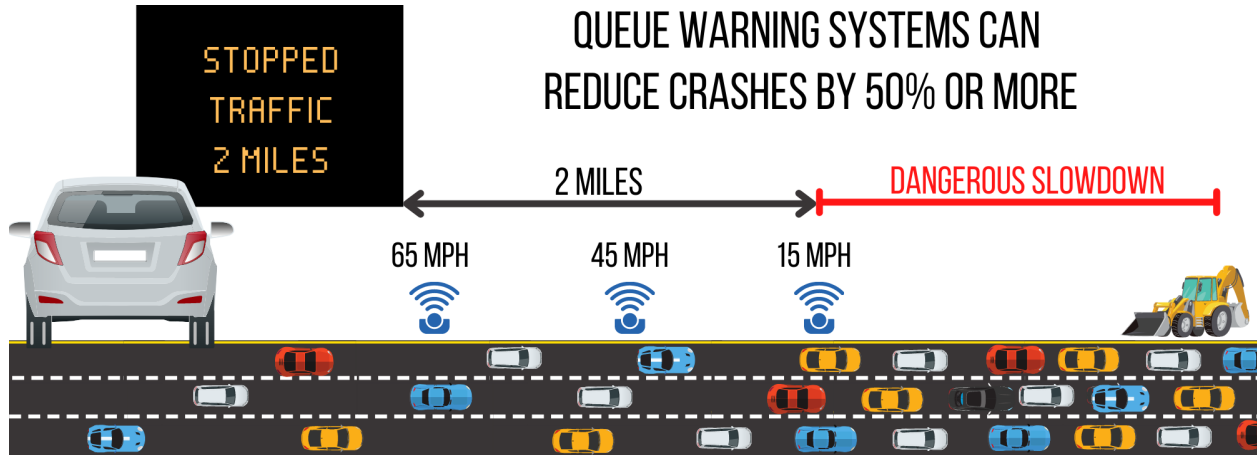 STOPPED
TRAFFIC
2 MILES
QUEUE WARNING SYSTEMS CAN
REDUCE CRASHES BY 50% OR MORE
2 MILES
DANGEROUS SLOWDOWN
65 MPH
45 MPH
15 MPH